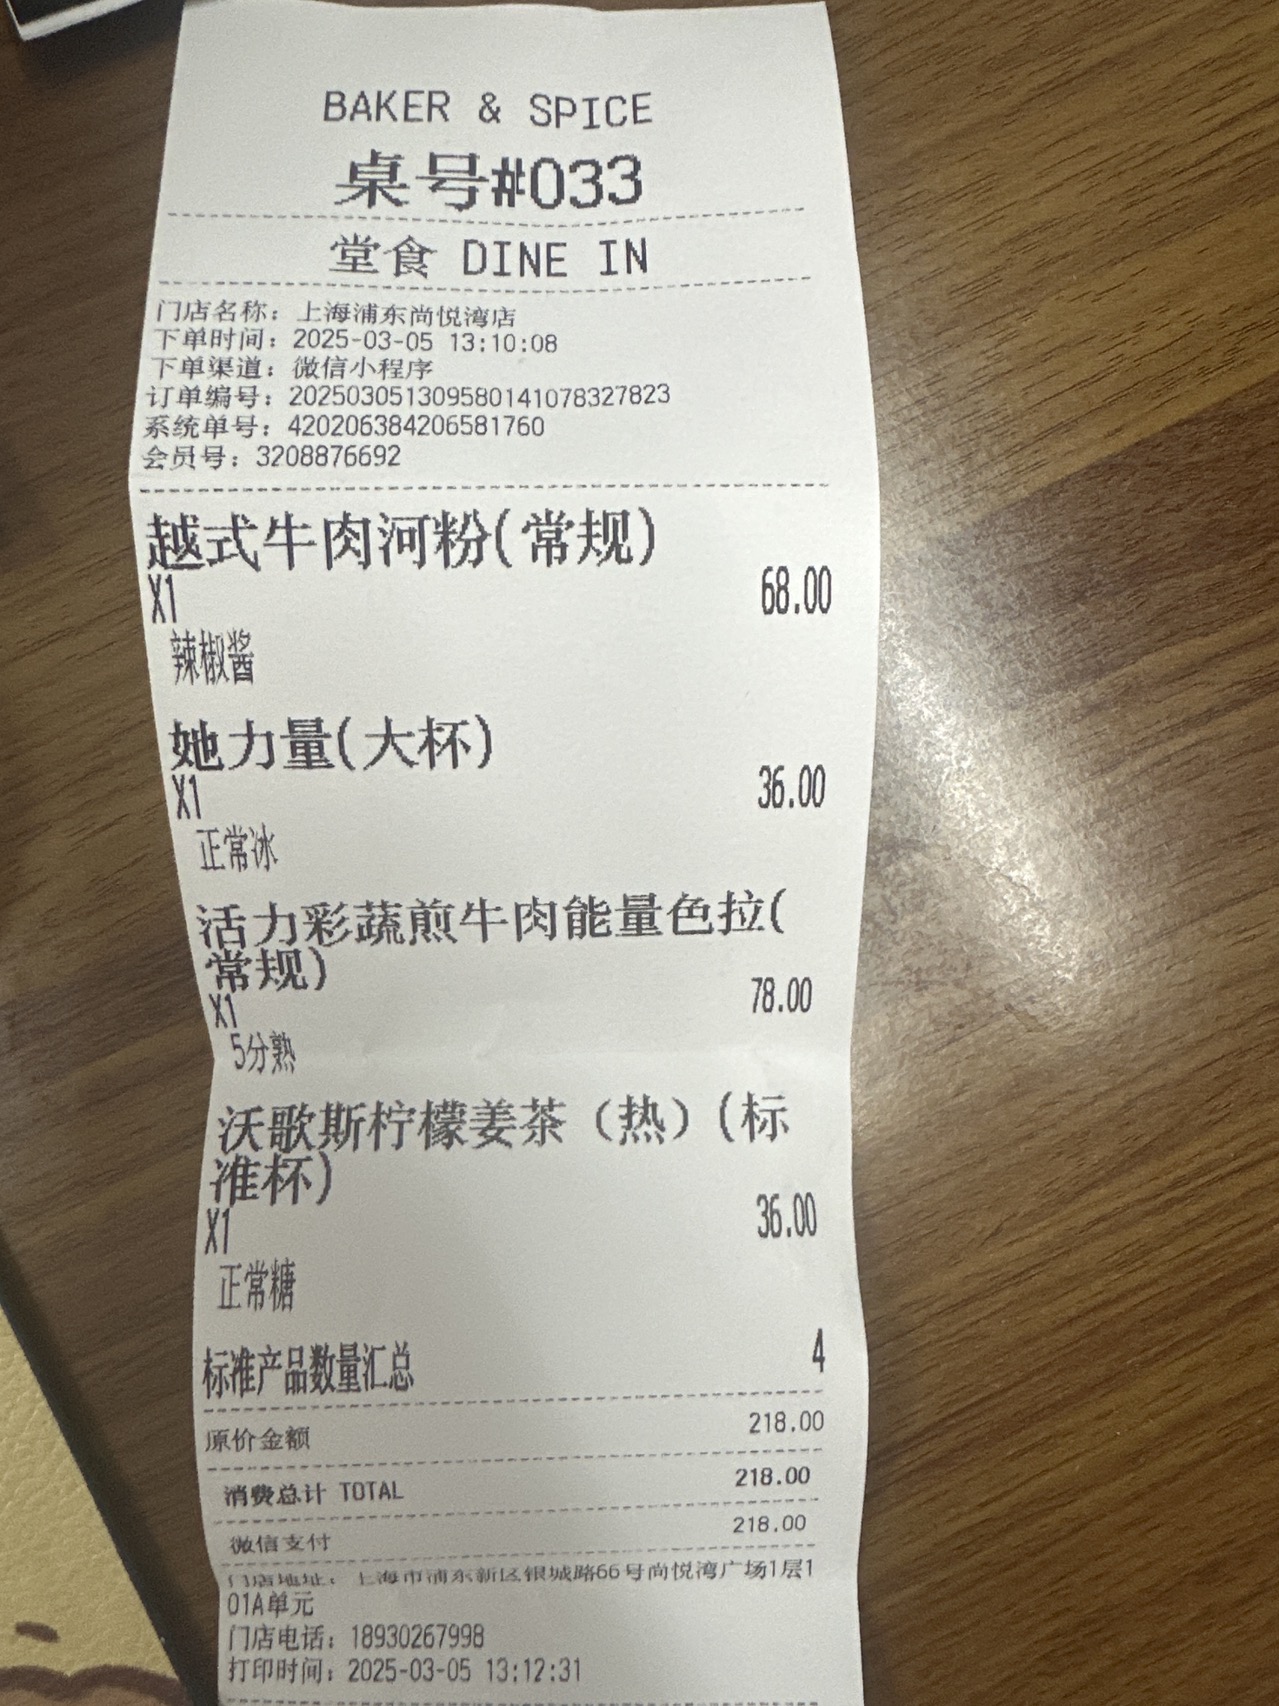 BAKER & SPICE
桌号#033
堂食 DINE IN
门店名称：上海浦东尚悦湾店
下单时间：2025-03-05 13:10:08
下单渠道：微信小程序
订单编号：20250305130958014107832​7823
系统单号：420206384206581760
会员号：3208876692
越式牛肉河粉(常规)
X1 68.00
辣椒酱
她力量(大杯)
X1 36.00
正常冰
活力彩蔬煎牛肉能量色拉(
常规)
X1 78.00
5分熟
沃歌斯柠檬姜茶（热）(标
准杯)
X1 36.00
正常糖
标准产品数量汇总 4
原价金额 218.00
消费总计 TOTAL 218.00
微信支付 218.00
门店地址：上海市浦东新区银城路66号尚悦湾广场1层1
01A单元
门店电话：18930267998
打印时间：2025-03-05 13:12:31